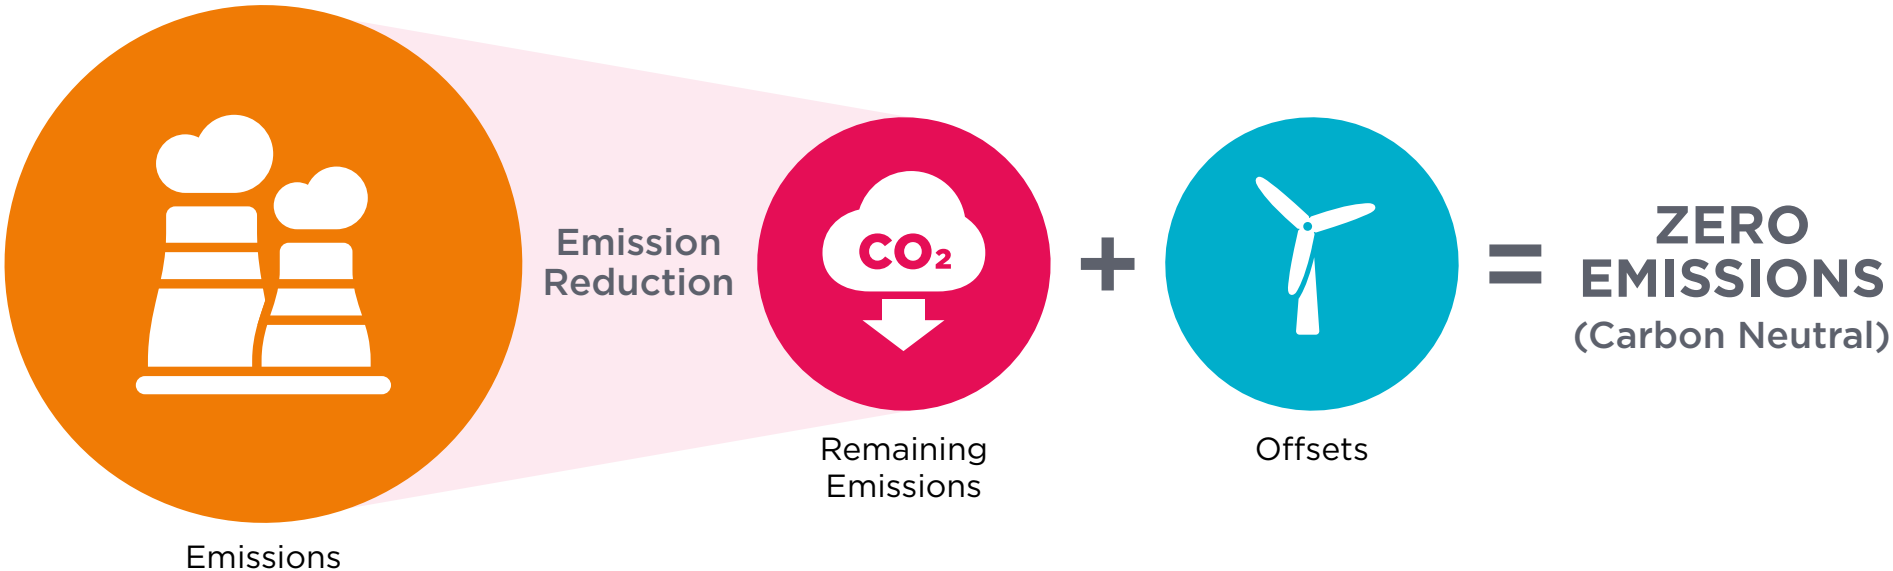 Emissions
Emission
Reduction
CO₂
Remaining
Emissions
+
Offsets
=
ZERO
EMISSIONS
(Carbon Neutral)